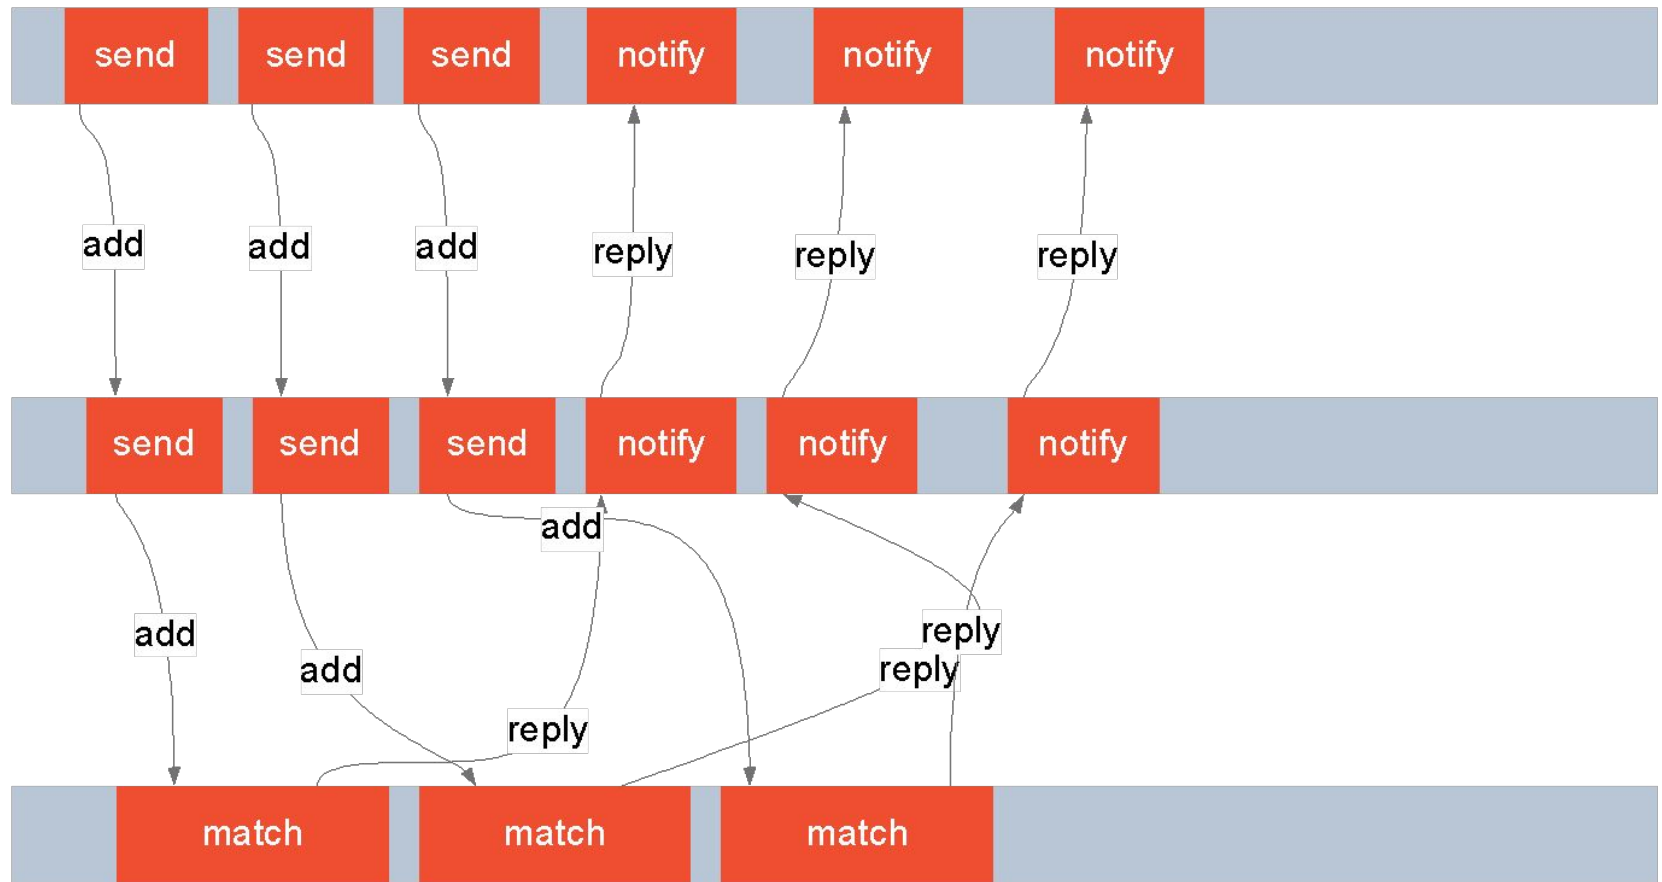 send send send notify notify notify
add add add reply reply reply
send send send notify notify notify
add
add reply
add reply
reply
match match match